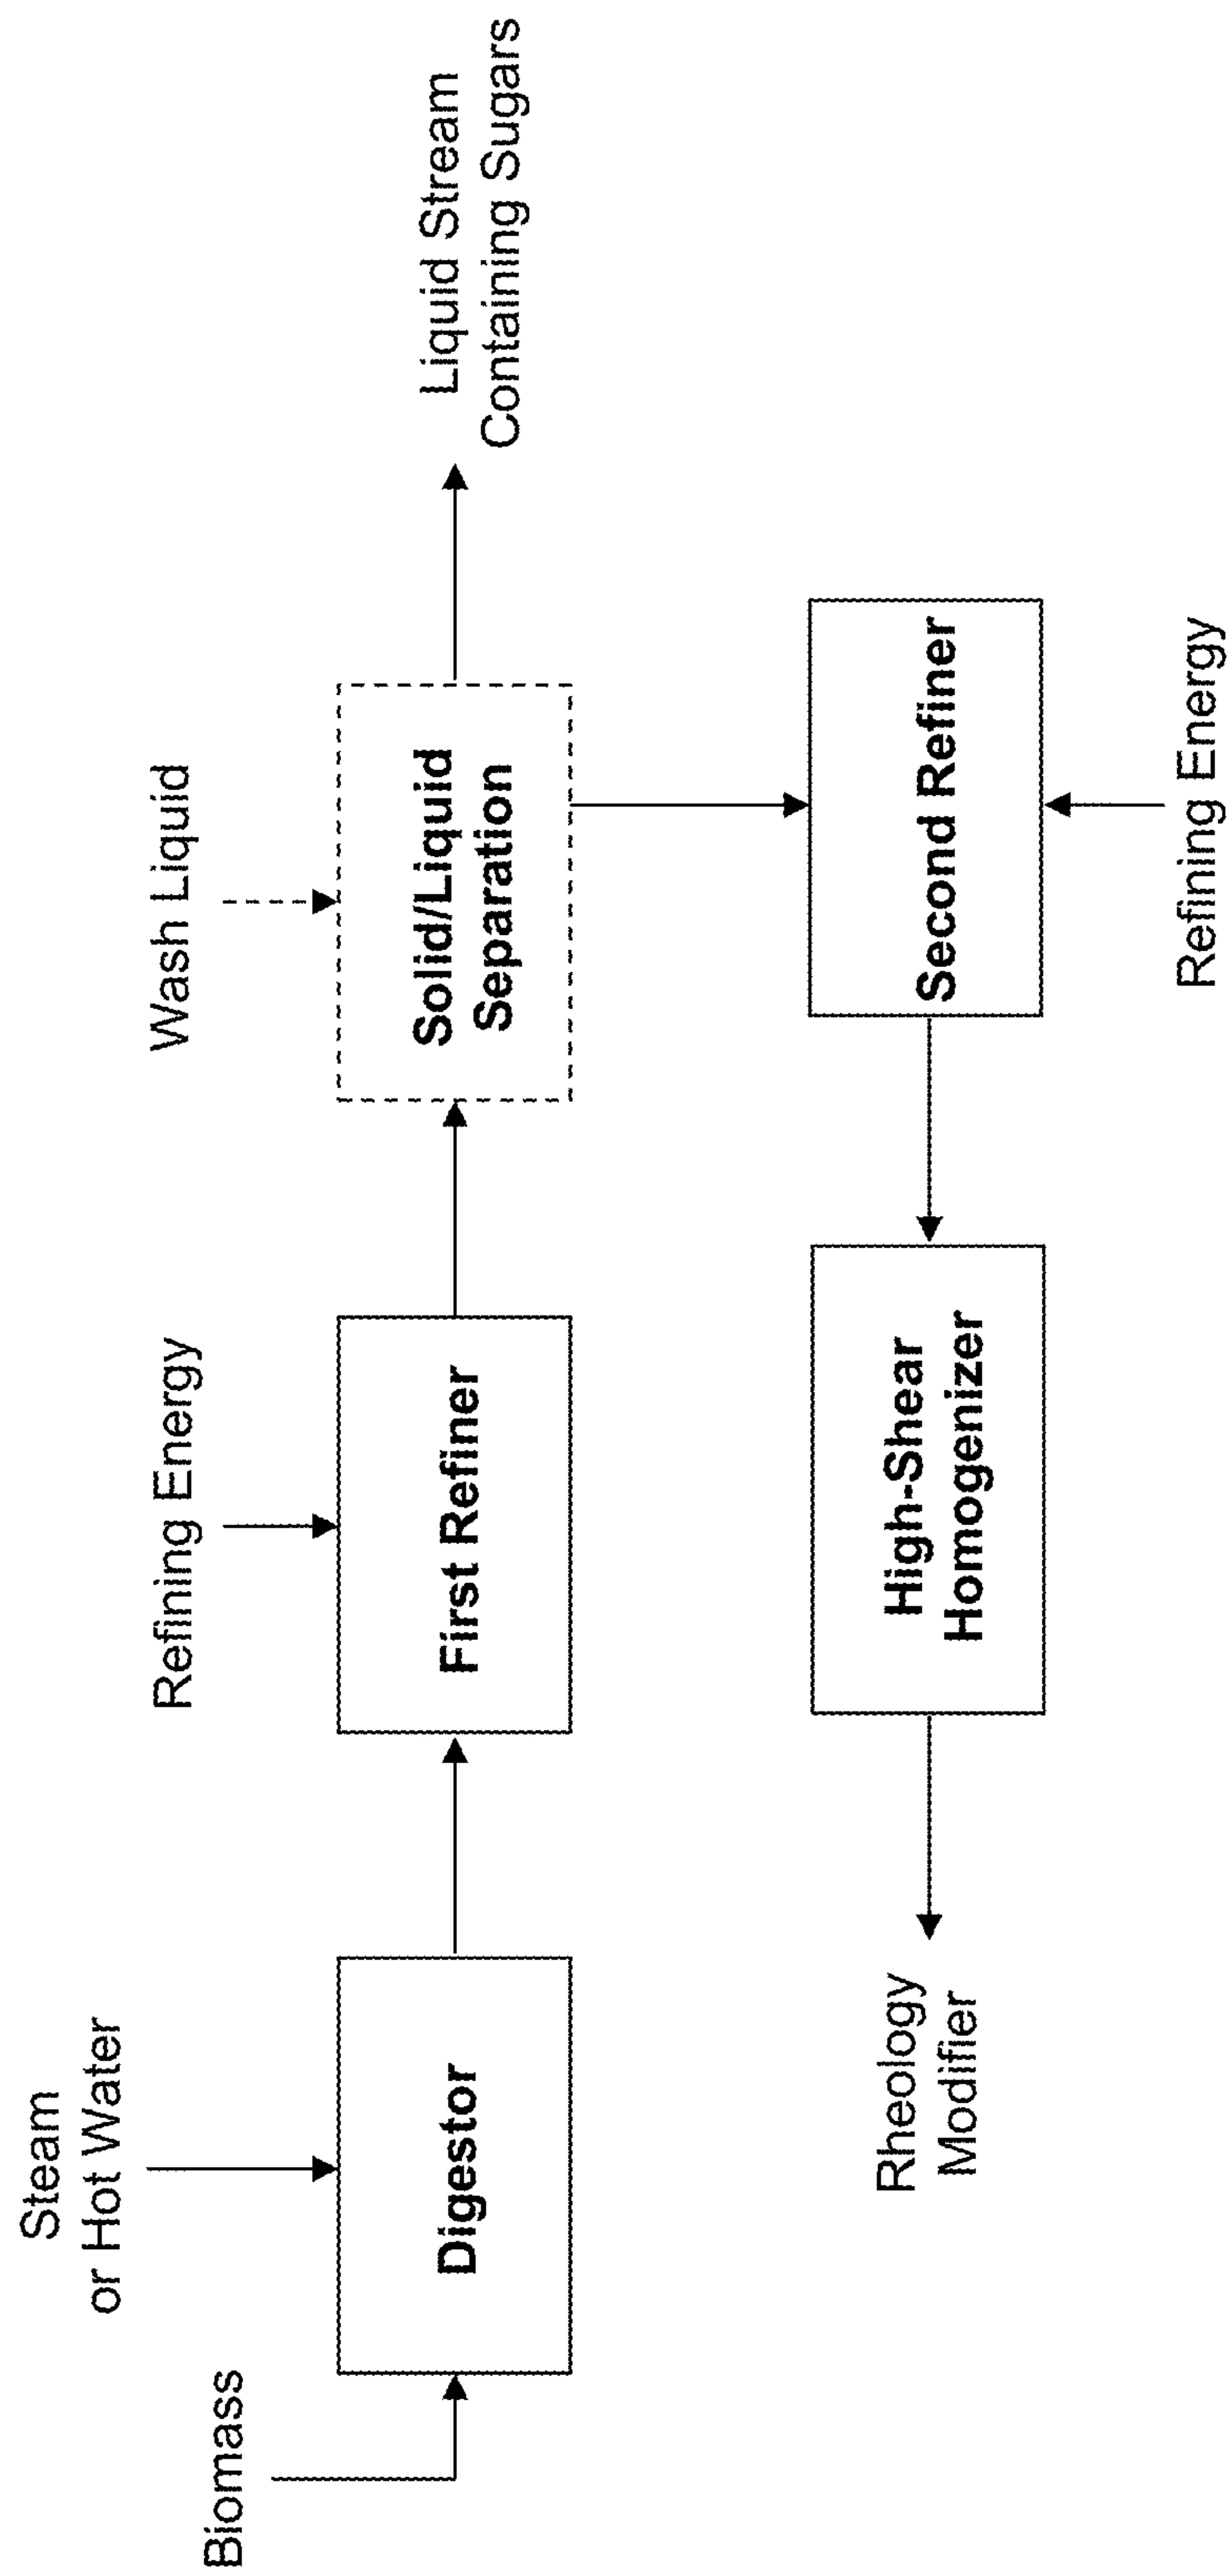 Biomass
Steam
or Hot Water
Digestor
Refining Energy
First Refiner
Wash Liquid
Solid/Liquid
Separation
Liquid Stream
Containing Sugars
Second Refiner
Refining Energy
High-Shear
Homogenizer
Rheology
Modifier